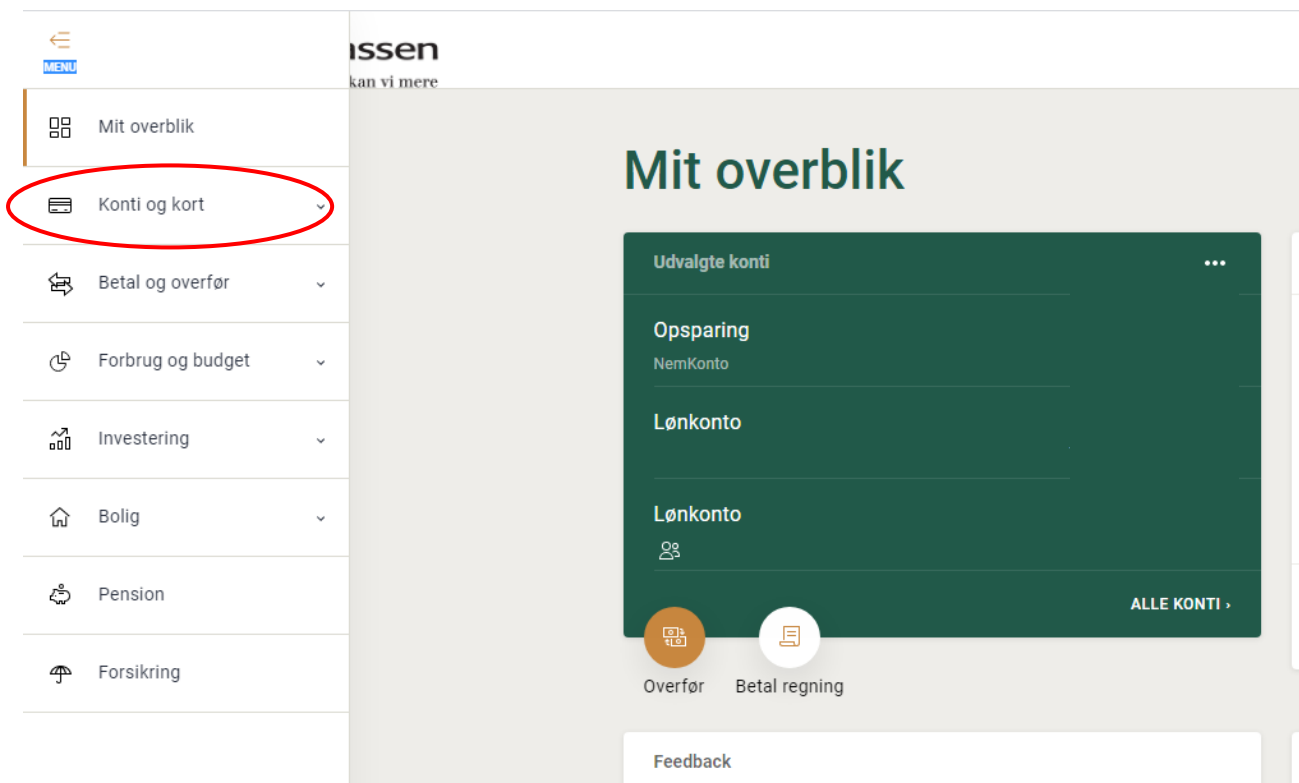 MENU
kan vi mere
Mit overblik
Konti og kort
Betal og overfør
Forbrug og budget
Investering
Bolig
Pension
Forsikring
Mit overblik
Udvalgte konti
Opsparing
NemKonto
Lønkonto
Lønkonto
ALLE KONTI ›
Overfør
Betal regning
Feedback